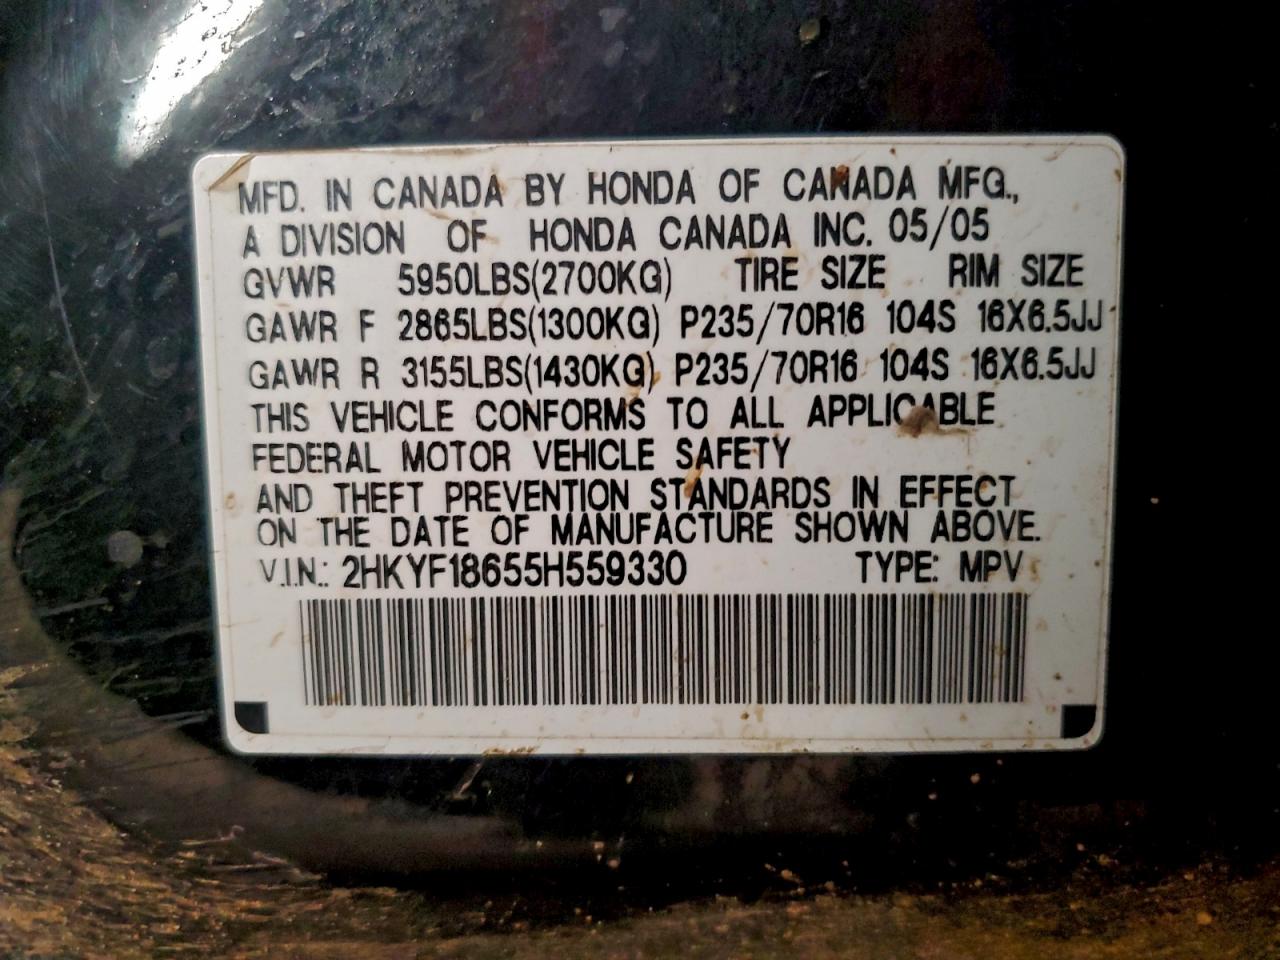 MFD. IN CANADA BY HONDA OF CANADA MFG.,
A DIVISION OF HONDA CANADA INC. 05/05
GVWR 5950LBS(2700KG) TIRE SIZE RIM SIZE
GAWR F 2865LBS(1300KG) P235/70R16 104S 16X6.5JJ
GAWR R 3155LBS(1430KG) P235/70R16 104S 16X6.5JJ
THIS VEHICLE CONFORMS TO ALL APPLICABLE
FEDERAL MOTOR VEHICLE SAFETY
AND THEFT PREVENTION STANDARDS IN EFFECT
ON THE DATE OF MANUFACTURE SHOWN ABOVE.
V.I.N.: 2HKYF18655H559330 TYPE: MPV